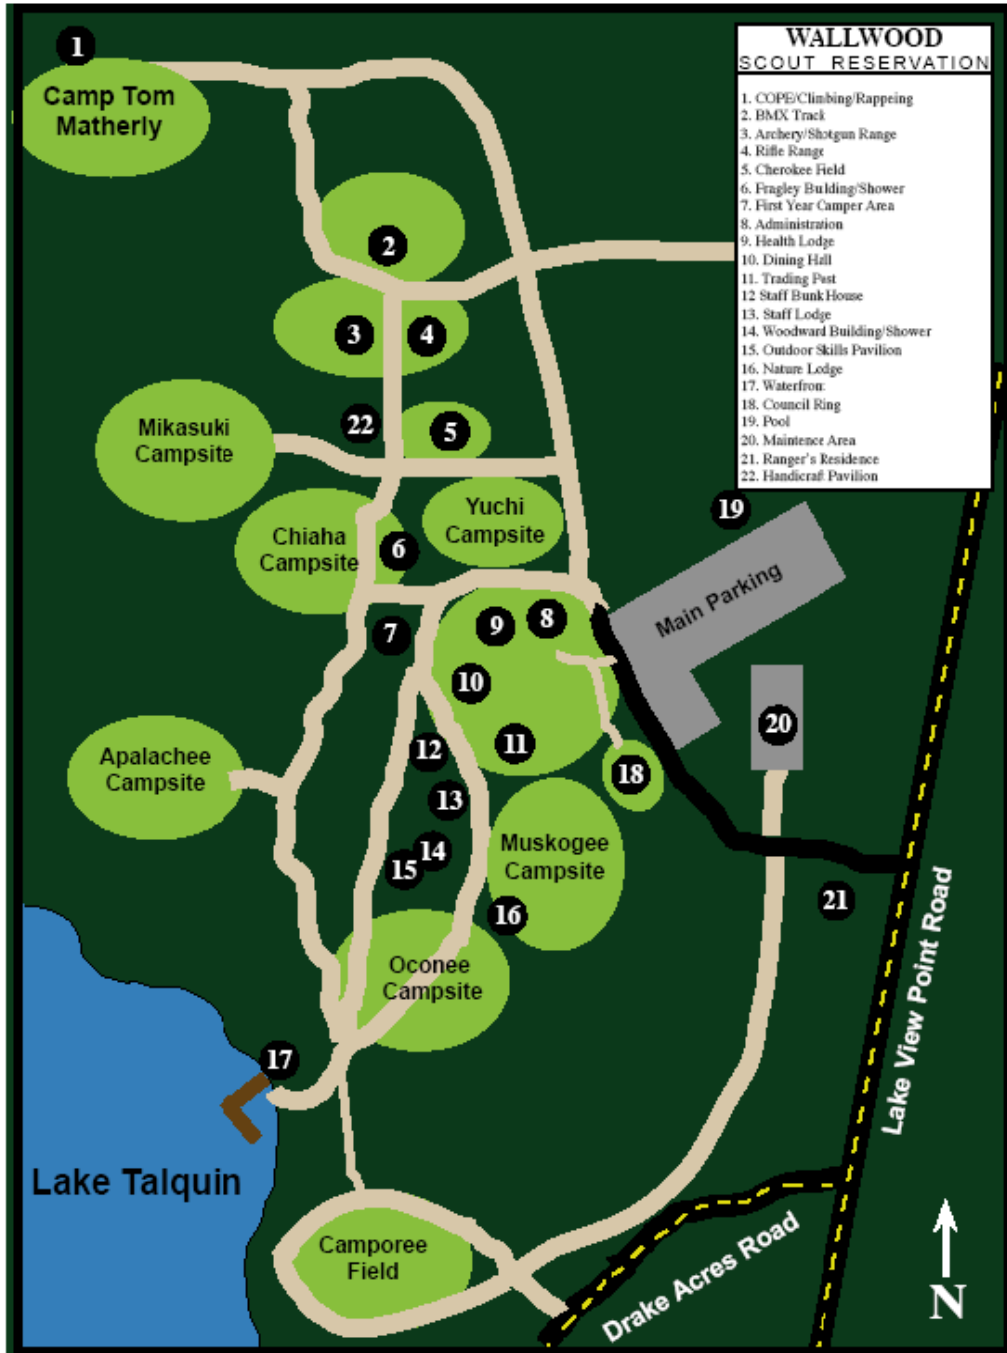 WALLWOOD
SCOUT RESERVATION
1. COPE/Climbing/Rappeing
2. BMX Track
3. Archery/Shotgun Range
4. Rifle Range
5. Cherokee Field
6. Fragley Building/Shower
7. First Year Camper Area
8. Administration
9. Health Lodge
10. Dining Hall
11. Trading Post
12 Staff Bunk House
13. Staff Lodge
14. Woodward Building/Shower
15. Outdoor Skills Pavilion
16. Nature Lodge
17. Waterfront
18. Council Ring
19. Pool
20. Maintence Area
21. Ranger's Residence
22. Handicraft Pavilion
1
Camp Tom
Matherly
2
3
4
22
5
Mikasuki
Campsite
Yuchi
Campsite
19
Chiaha
Campsite
6
Main Parking
7
9
8
10
20
Apalachee
Campsite
12
11
18
13
Muskogee
Campsite
14
15
16
21
Oconee
Campsite
Lake View Point Road
17
Lake Talquin
Camporee
Field
Drake Acres Road
N